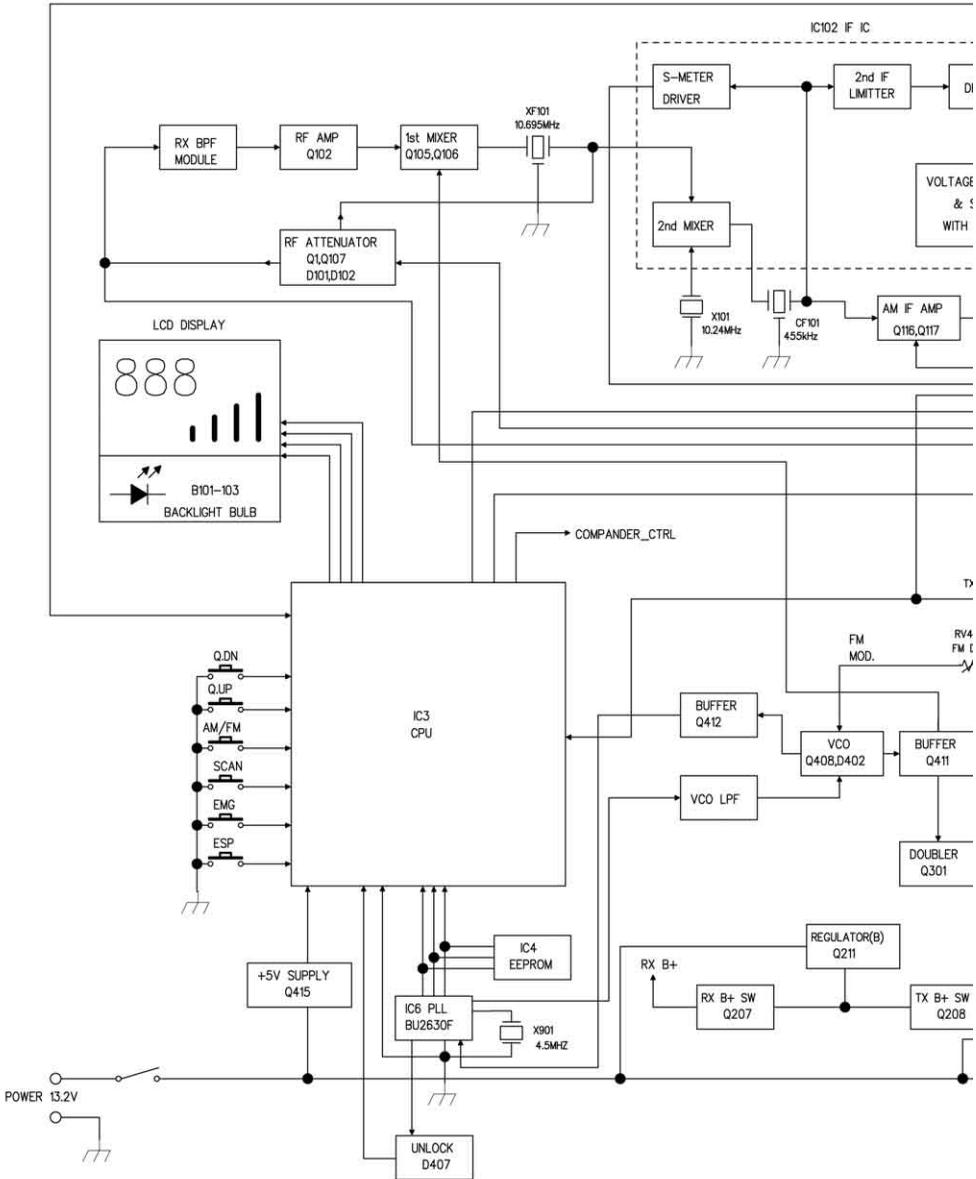 IC102 IF IC
S-METER
DRIVER
2nd IF
LIMITTER
XF101
10.695MHz
RX BPF
MODULE
RF AMP
Q102
1st MIXER
Q105,Q106
VOLTAGE
& S
WITH
2nd MIXER
RF ATTENUATOR
Q1,Q107
D101,D102
X101
10.24MHz
CF101
455kHz
AM IF AMP
Q116,Q117
LCD DISPLAY
888
B101-103
BACKLIGHT BULB
COMPANDER_CTRL
TX
FM
MOD.
RV4
FM D
Q.DN
Q.UP
AM/FM
SCAN
EMG
ESP
IC3
CPU
BUFFER
Q412
VCO
Q408,D402
BUFFER
Q411
VCO LPF
DOUBLER
Q301
REGULATOR(B)
Q211
IC4
EEPROM
+5V SUPPLY
Q415
RX B+
RX B+ SW
Q207
TX B+ SW
Q208
IC6 PLL
BU2630F
X901
4.5MHZ
POWER 13.2V
UNLOCK
D407